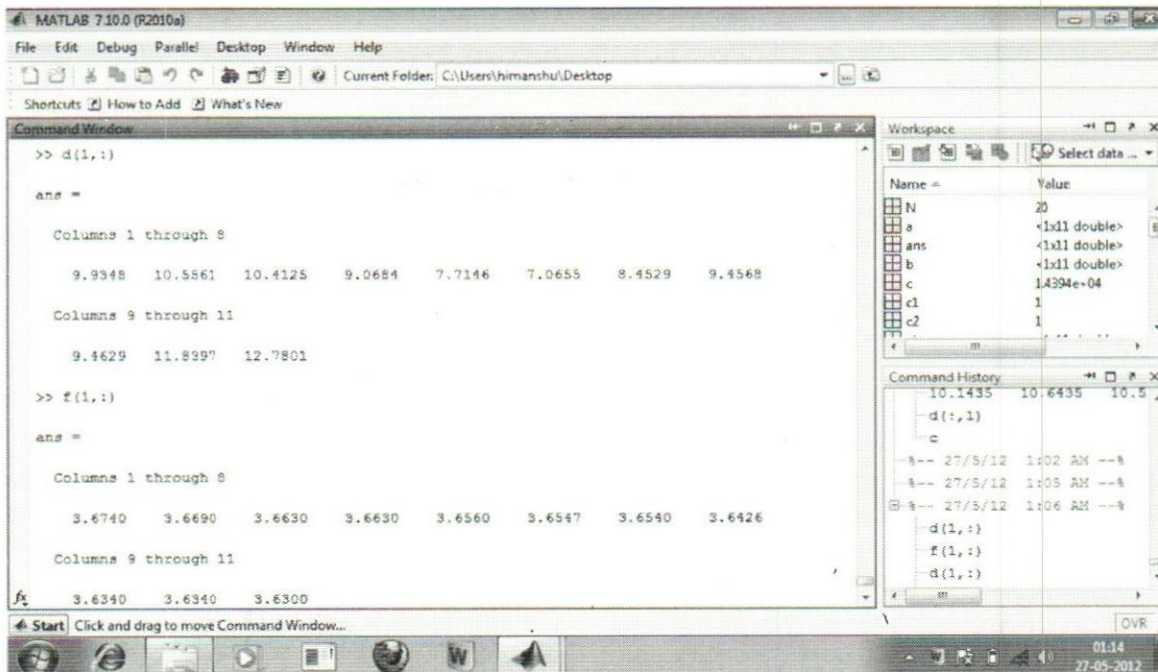 MATLAB 7.10.0 (R2010a)
File Edit Debug Parallel Desktop Window Help
Current Folder: C:\Users\himanshu\Desktop
Shortcuts How to Add What's New
Command Window
>> d(1,:)
ans =
Columns 1 through 8
9.9348 10.5861 10.4125 9.0684 7.7146 7.0655 8.4529 9.4568
Columns 9 through 11
9.4629 11.8397 12.7801
>> f(1,:)
ans =
Columns 1 through 8
3.6740 3.6690 3.6630 3.6630 3.6560 3.6547 3.6540 3.6426
Columns 9 through 11
fx 3.6340 3.6340 3.6300
Workspace
Select data ...
Name Value
N 20
a <1x11 double>
ans <1x11 double>
b <1x11 double>
c 1.4394e+04
c1 1
c2 1
Command History
10.1435 10.6435 10.5
d(:,1)
c
%-- 27/5/12 1:02 AM --%
%-- 27/5/12 1:05 AM --%
%-- 27/5/12 1:06 AM --%
d(1,:)
f(1,:)
d(1,:)
Start Click and drag to move Command Window...
OVR
W
01:14
27-05-2012